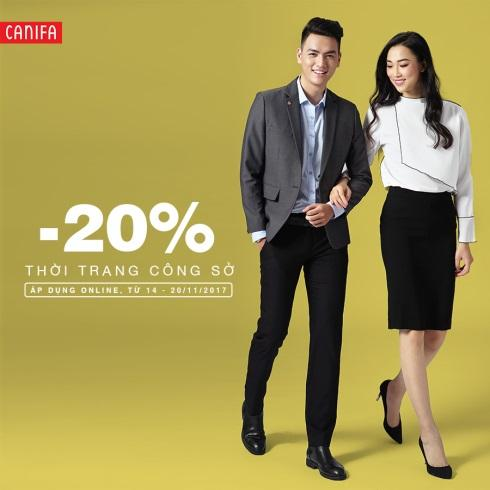 CANIFA
-20%
THỜI TRANG CÔNG SỞ
ÁP DỤNG ONLINE, TỪ 14 - 20/11/2017